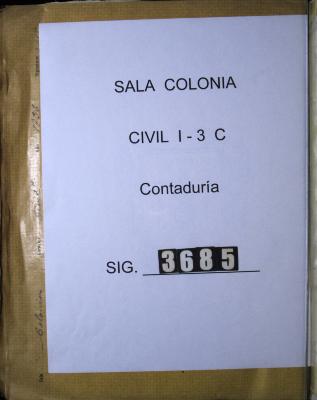 SALA COLONIA
CIVIL I - 3 C
Contaduría
SIG. 3685